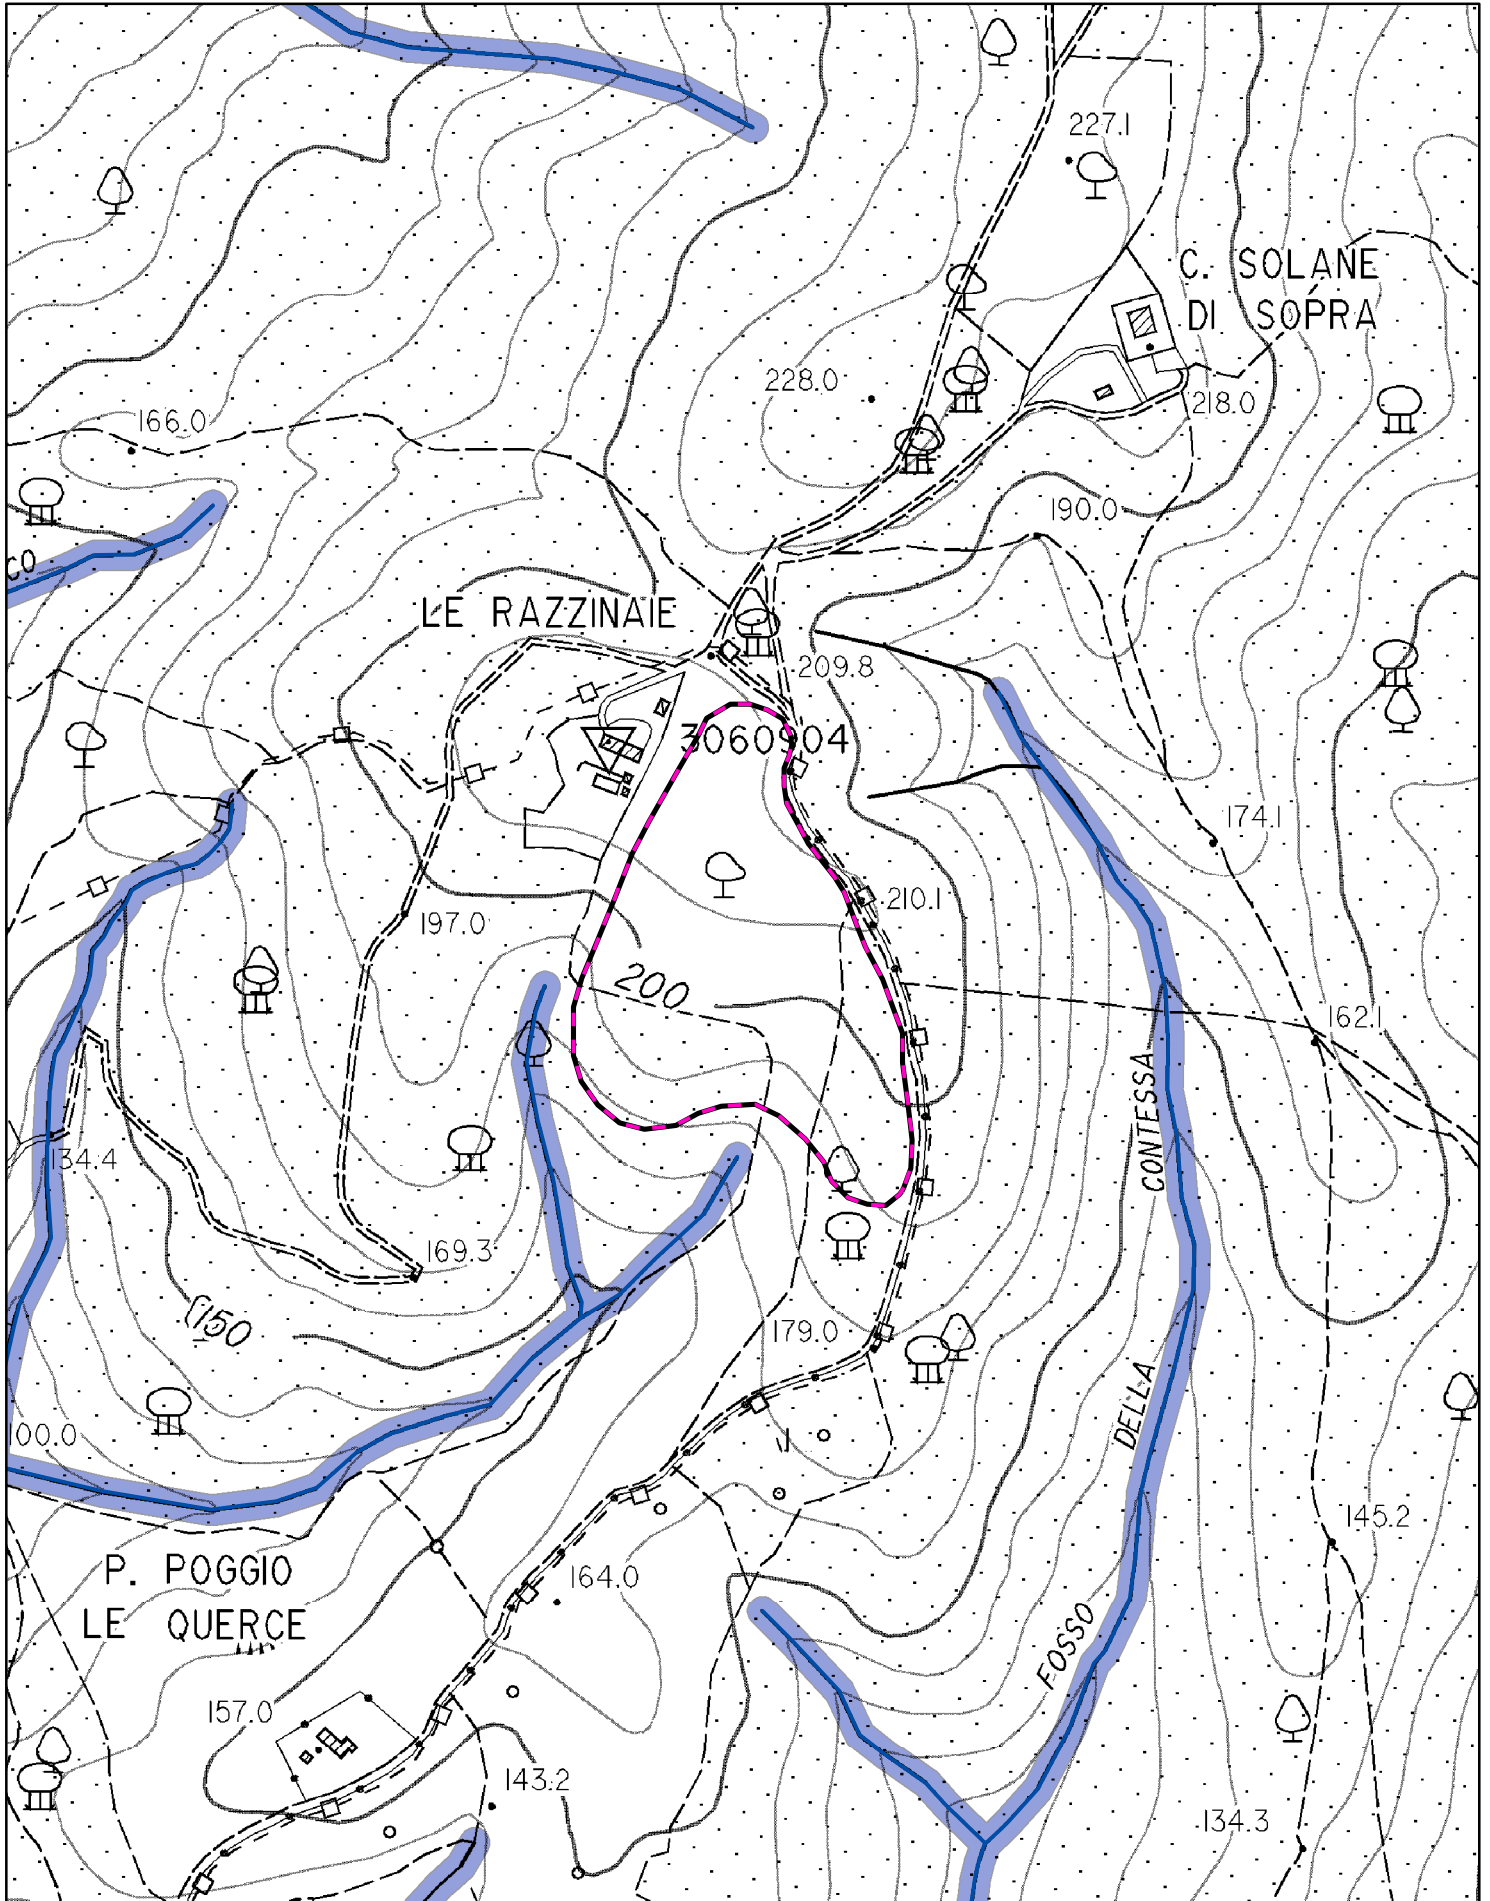 227.1
C. SOLANE
DI SOPRA
228.0
218.0
166.0
190.0
CO
LE RAZZINAIE
209.8
3060904
174.1
210.1
197.0
200
162.1
CONTESSA
134.4
169.3
150
179.0
DELLA
100.0
145.2
P. POGGIO
LE QUERCE
164.0
FOSSO
157.0
143.2
134.3